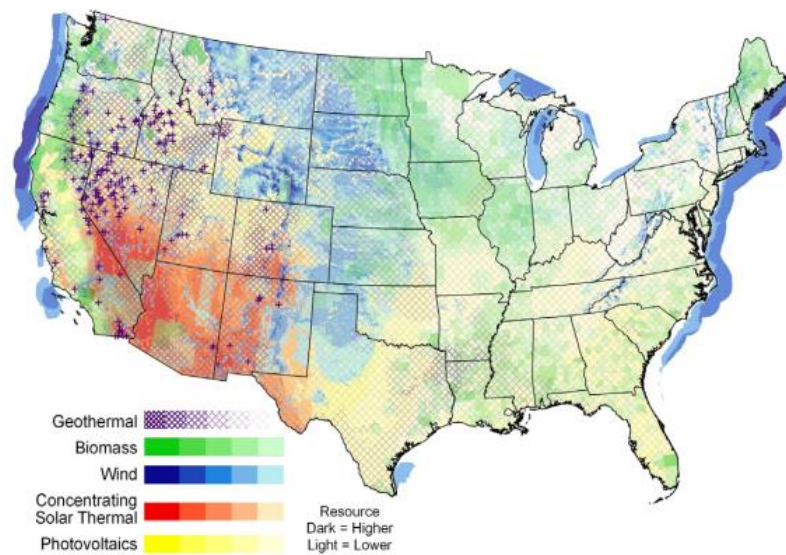 Geothermal
Biomass
Wind
Concentrating
Solar Thermal
Photovoltaics
Resource
Dark = Higher
Light = Lower